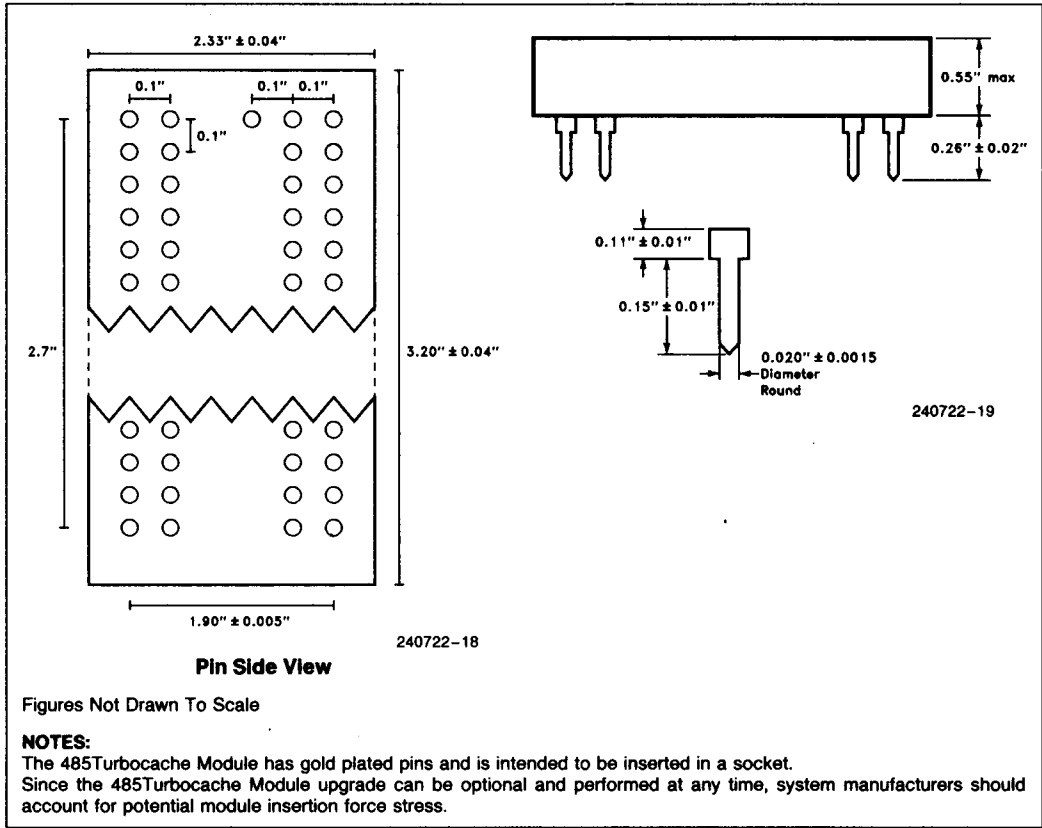 2.33" ± 0.04"
0.1"
0.1"
0.1"
0.1"
2.7"
3.20" ± 0.04"
1.90" ± 0.005"
240722-18
Pin Side View
0.55" max
0.26" ± 0.02"
0.11" ± 0.01"
0.15" ± 0.01"
0.020" ± 0.0015
Diameter
Round
240722-19
Figures Not Drawn To Scale
NOTES:
The 485Turbocache Module has gold plated pins and is intended to be inserted in a socket.
Since the 485Turbocache Module upgrade can be optional and performed at any time, system manufacturers should
account for potential module insertion force stress.